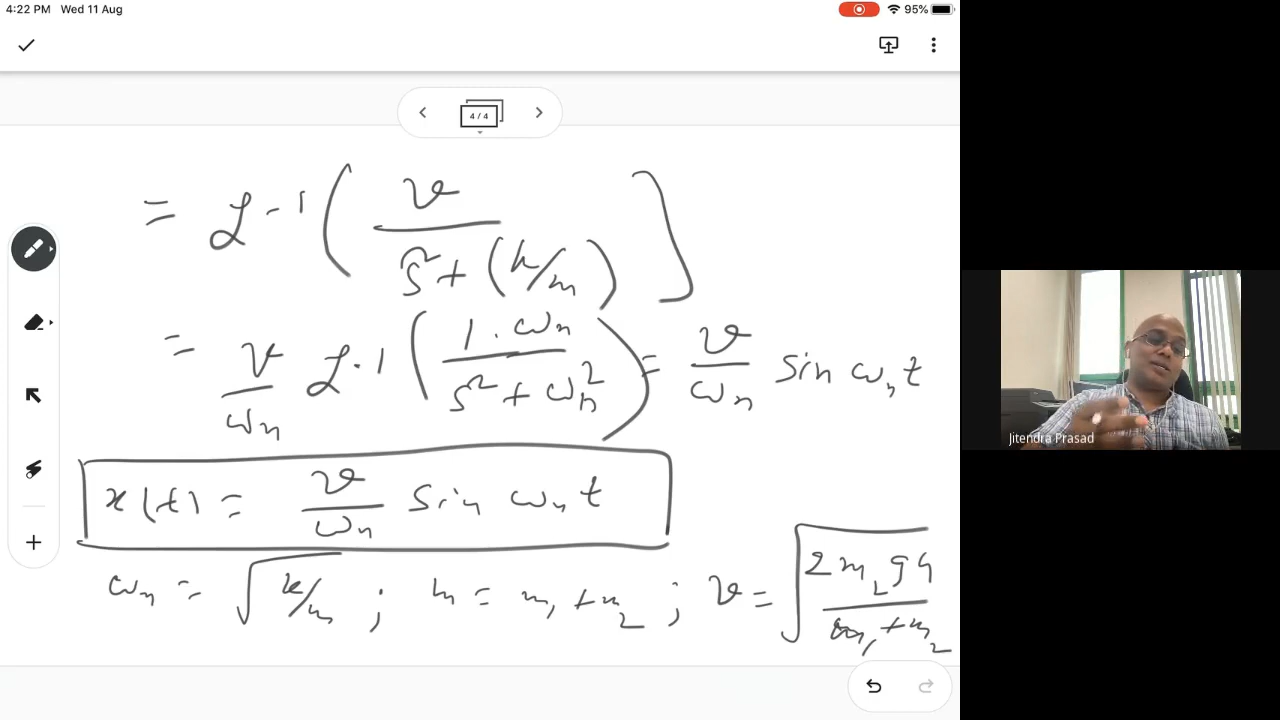 4:22 PM Wed 11 Aug
95%
4 / 4
= ℒ-1 ( v / s² + (k/m) ]
= v/ωn ℒ-1 ( 1 · ωn / s² + ωn² ) = v/ωn sin ωn t
x(t) = v/ωn sin ωn t
ωn = √k/m ; m = m1 + m2 ; v = √2 m2 g h / m1 + m2
Jitendra Prasad